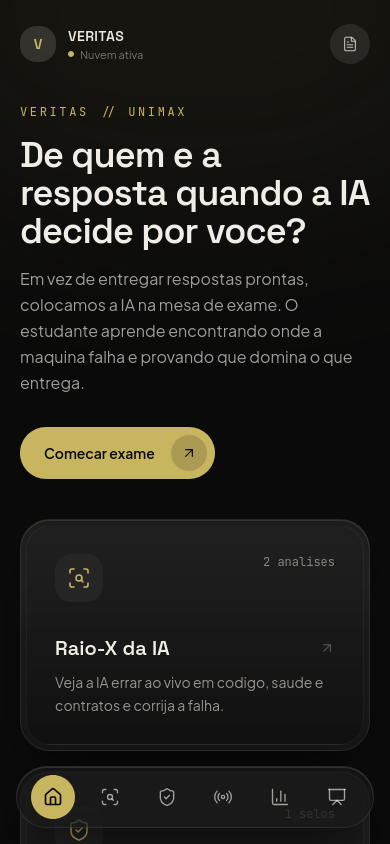 V
VERITAS
Nuvem ativa
VERITAS // UNIMAX
De quem e a
resposta quando a IA
decide por voce?
Em vez de entregar respostas prontas,
colocamos a IA na mesa de exame. O
estudante aprende encontrando onde a
maquina falha e provando que domina o que
entrega.
Comecar exame
2 analises
Raio-X da IA
Veja a IA errar ao vivo em codigo, saude e
contratos e corrija a falha.
1 selos